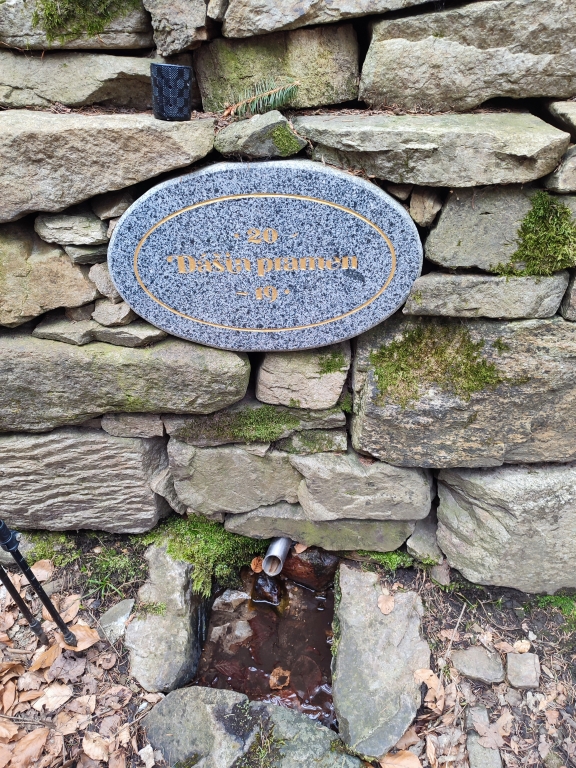 · 20 ·
Dášin pramen
- 19 ·